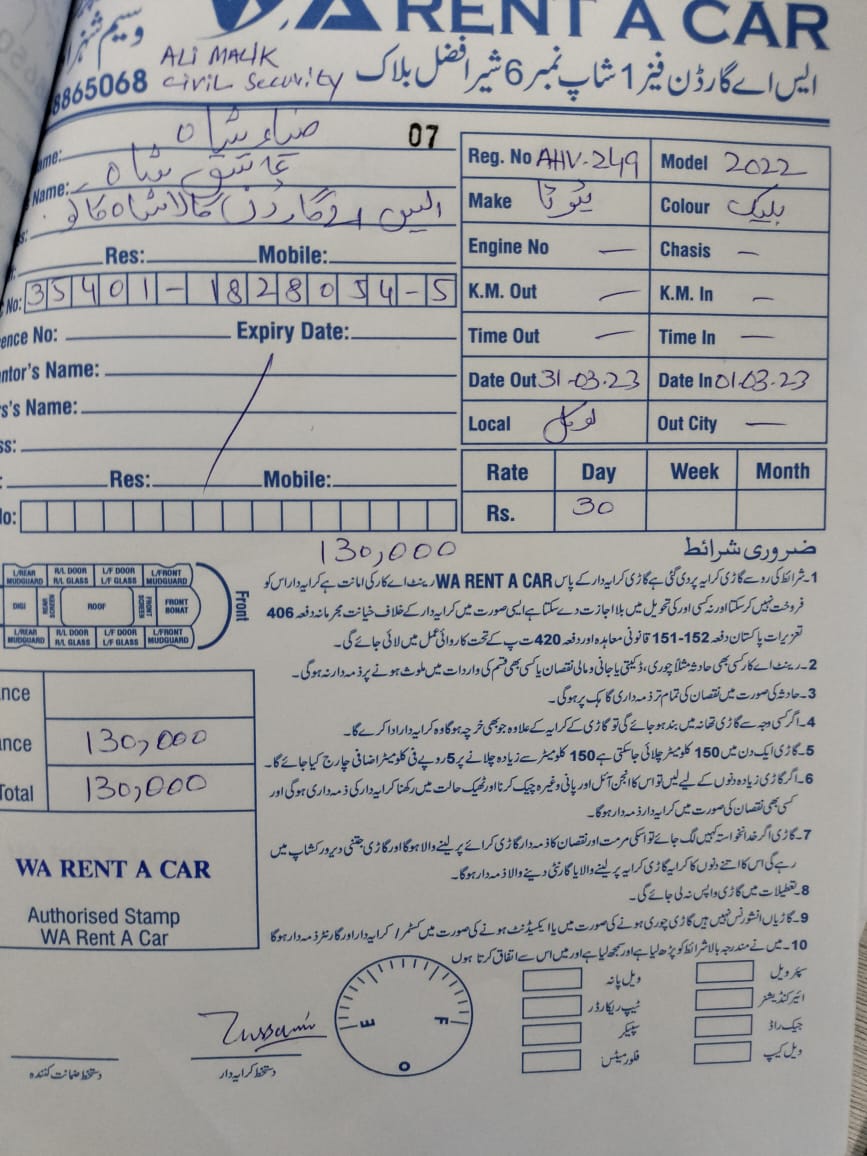 WA RENT A CAR
وسیم شہزاد
ALI MALIK
8865068 Civil Security
ایس اے گارڈن فیز 1 شاپ نمبر 6 شیر افضل بلاک
07
ame: ضیاء شاہ
Name: عاشق شاہ
s: ایس اے گارڈن کالا شاہ کاکو
Res: Mobile:
No: 35401-1828054-5
ence No: Expiry Date:
ntor's Name:
s's Name:
ss:
Res: Mobile:
No:
Reg. No AHV-249 Model 2022
Make ٹیوٹا Colour بلیک
Engine No — Chasis —
K.M. Out — K.M. In —
Time Out — Time In —
Date Out 31-03-23 Date In 01-03-23
Local لوکل Out City —
Rate Day Week Month
Rs. 30
130,000
ضروری شرائط
1۔شرائط کی رو سے گاڑی کرایہ پر دی گئی ہے گاڑی کرایہ دار کے پاس WA RENT A CAR رینٹ اے کار کی امانت ہے کرایہ دار اس کو
فروخت نہیں کر سکتا اور نہ کسی اور کی تحویل میں بلا اجازت دے سکتا ہے ایسی صورت میں کرایہ دار کے خلاف خیانت مجرمانہ دفعہ 406
تعزیرات پاکستان دفعہ 152-151 قانونی معاہدہ اور دفعہ 420 ت پ کے تحت کاروائی عمل میں لائی جائے گی۔
2۔رینٹ اے کار کسی بھی حادثہ مثلاً چوری، ڈکیتی یا جانی و مالی نقصان یا کسی بھی قسم کی واردات میں ملوث ہونے پر ذمہ دار نہ ہوگی۔
3۔حادثہ کی صورت میں نقصان کی تمام تر ذمہ داری گاہک پر ہوگی۔
4۔اگر کسی وجہ سے گاڑی تھانہ میں بند ہو جائے گی تو گاڑی کے کرایہ کے علاوہ جو بھی خرچہ ہوگا وہ کرایہ دار ادا کرے گا۔
5۔گاڑی ایک دن میں 150 کلومیٹر چلائی جا سکتی ہے 150 کلومیٹر سے زیادہ چلانے پر 5 روپے فی کلومیٹر اضافی چارج کیا جائے گا۔
6۔اگر گاڑی زیادہ دنوں کے لیے لیں تو اس کا انجن آئل اور پانی وغیرہ چیک کرنا اور ٹھیک حالت میں رکھنا کرایہ دار کی ذمہ داری ہوگی اور
کسی بھی نقصان کی صورت میں کرایہ دار ذمہ دار ہوگا۔
7۔گاڑی اگر خدانخواستہ کہیں لگ جائے تو اسکی مرمت اور نقصان کا ذمہ دار گاڑی کرائے پر لینے والا ہوگا اور گاڑی جتنی دیر ورکشاپ میں
رہے گی اس کا اتنے دنوں کا کرایہ گاڑی کرایہ پر لینے والا یا گارنٹی دینے والا ذمہ دار ہوگا۔
8۔تعطیلات میں گاڑی واپس نہ لی جائے گی۔
9۔گاڑیاں انشورنس نہیں ہیں گاڑی چوری ہونے کی صورت میں یا ایکسیڈنٹ ہونے کی صورت میں کسٹمر / کرایہ دار اور گارنٹر ذمہ دار ہوگا
10۔میں نے مندرجہ بالا شرائط کو پڑھ لیا ہے اور سمجھ لیا ہے اور میں اس سے اتفاق کرتا ہوں
L/REAR MUDGUARD R/L DOOR R/L GLASS L/F DOOR L/F GLASS L/FRONT MUDGUARD
DIGI ROOF FRONT SCREEN FRONT BONAT
L/REAR MUDGUARD R/L DOOR R/L GLASS L/F DOOR L/F GLASS L/FRONT MUDGUARD
Front
nce
ance 130,000
Total 130,000
WA RENT A CAR
Authorised Stamp
WA Rent A Car
E F
O
سپئر ویل ویل پانہ
ائیر کنڈیشنر ٹیپ ریکارڈر
جیک راڈ سپیکر
ویل کیپ فلور میٹس
دستخط کرایہ دار
دستخط ضمانت کنندہ